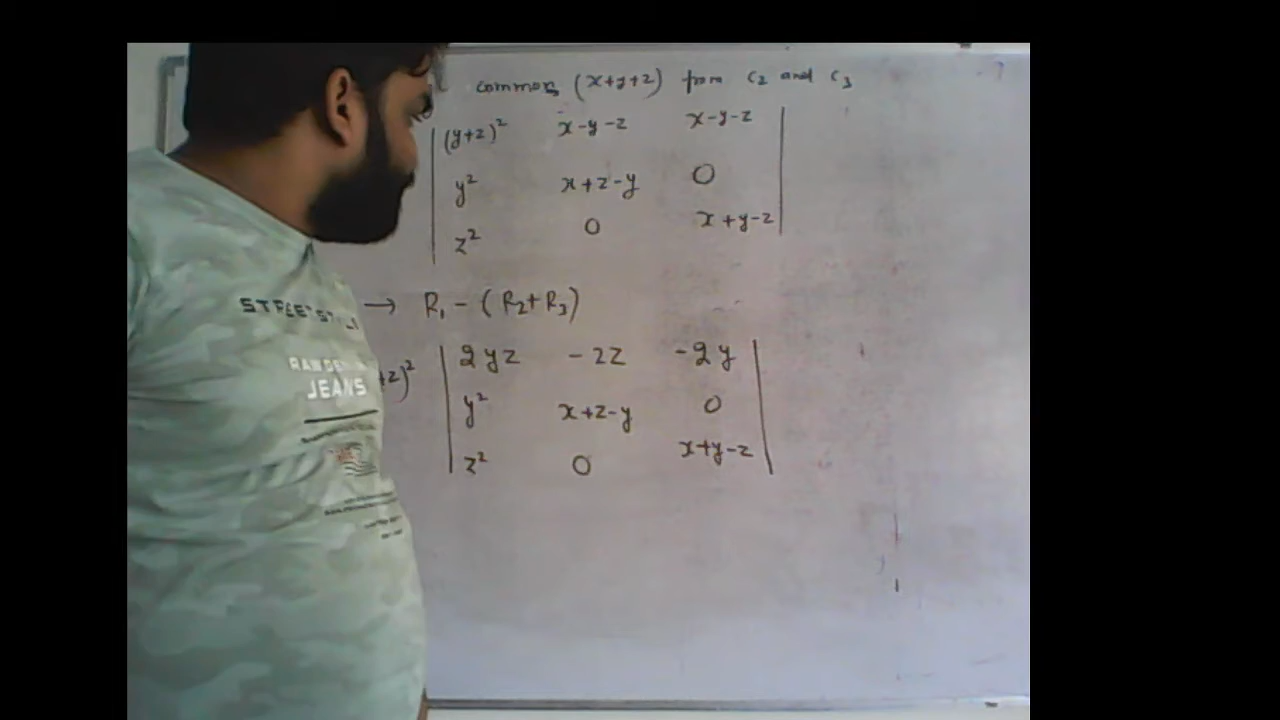 common (x+y+z) from C2 and C3
(y+z)² x-y-z x-y-z
y² x+z-y 0
z² 0 x+y-z
→ R₁ - (R₂+R₃)
+z)² 2yz -2z -2y
y² x+z-y 0
z² 0 x+y-z
JEANS